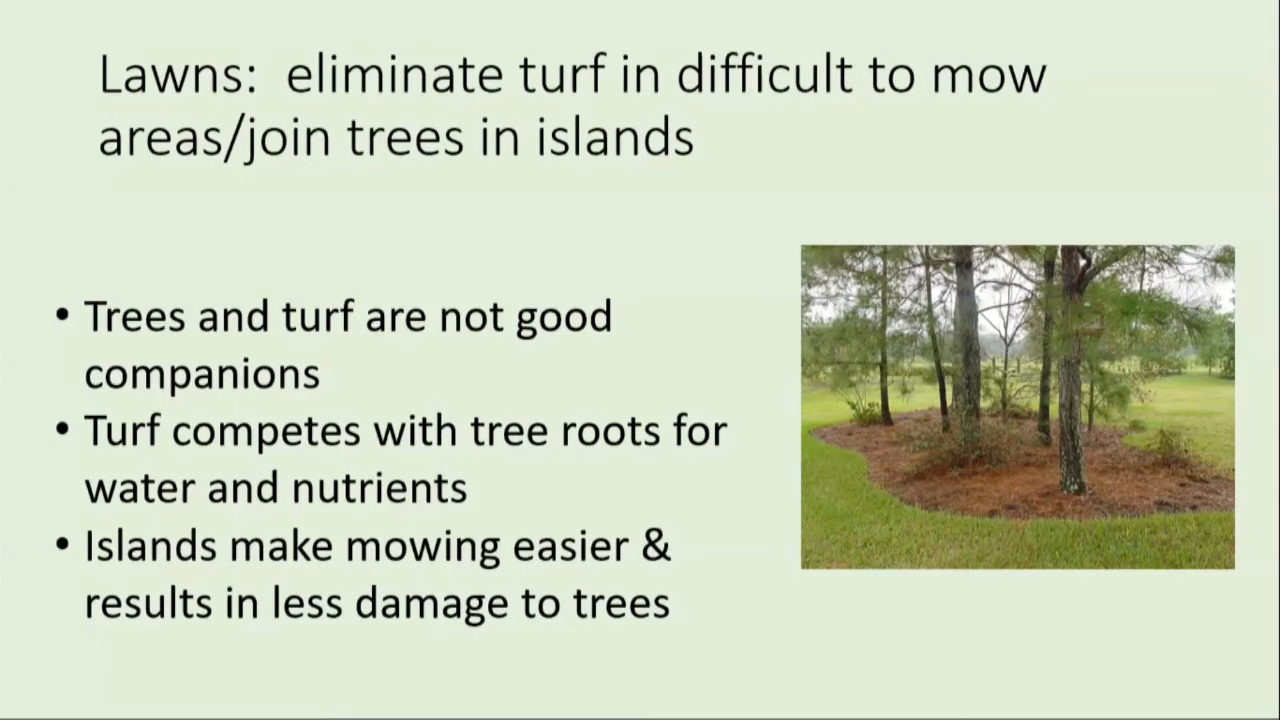 Lawns:  eliminate turf in difficult to mow
areas/join trees in islands
• Trees and turf are not good
companions
• Turf competes with tree roots for
water and nutrients
• Islands make mowing easier &
results in less damage to trees